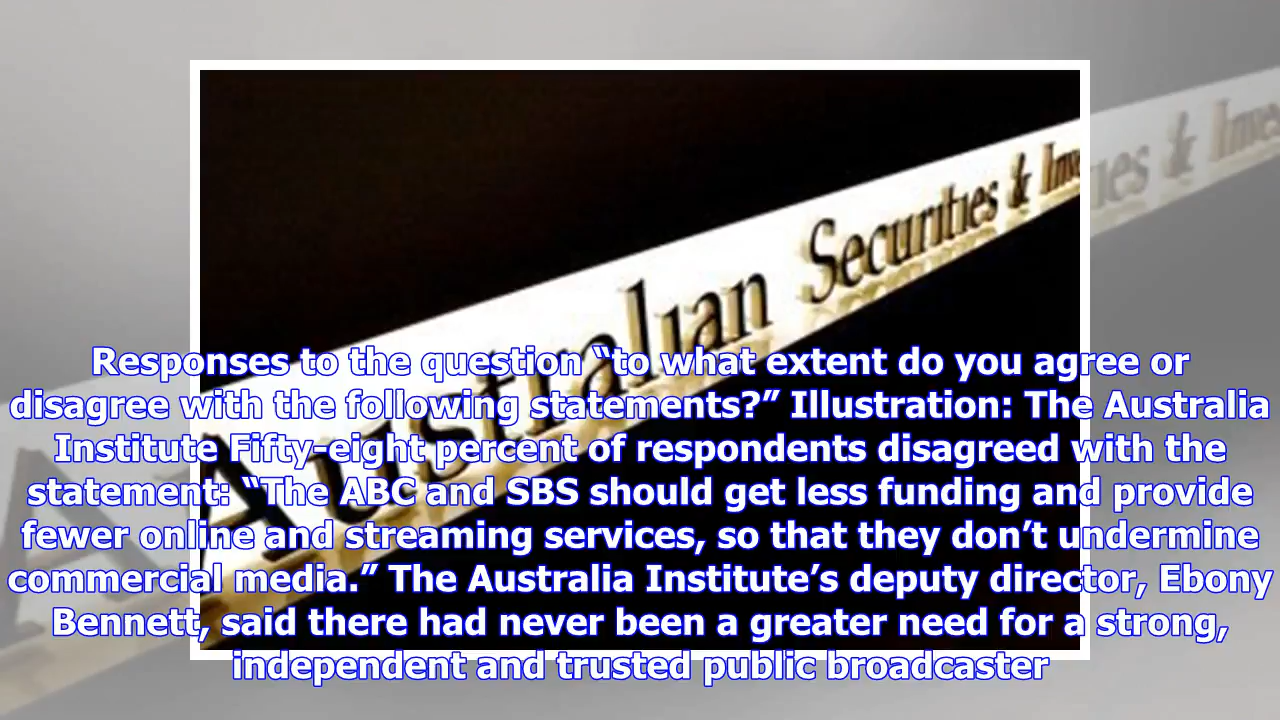 Australian Securities & Inve
ies & Inve
Responses to the question “to what extent do you agree or
disagree with the following statements?” Illustration: The Australia
Institute Fifty-eight percent of respondents disagreed with the
statement: “The ABC and SBS should get less funding and provide
fewer online and streaming services, so that they don’t undermine
commercial media.” The Australia Institute’s deputy director, Ebony
Bennett, said there had never been a greater need for a strong,
independent and trusted public broadcaster